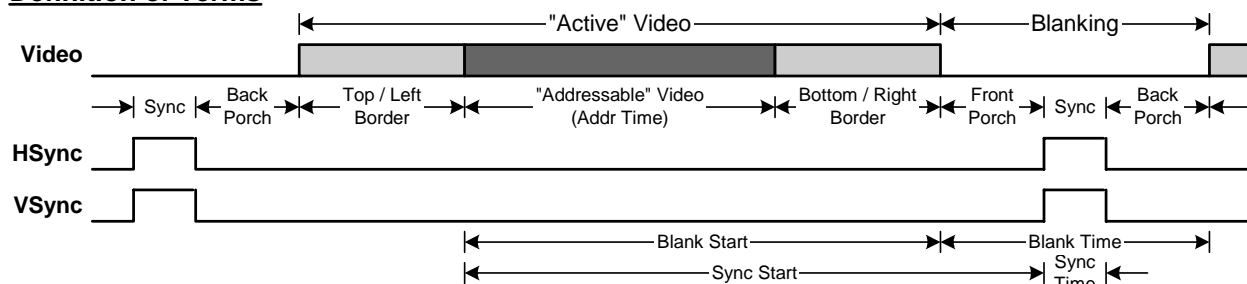 Definition of Terms
"Active" Video
Blanking
Video
Sync
Back
Porch
Top / Left
Border
"Addressable" Video
(Addr Time)
Bottom / Right
Border
Front
Porch
Sync
Back
Porch
HSync
VSync
Blank Start
Blank Time
Sync Start
Sync
Time